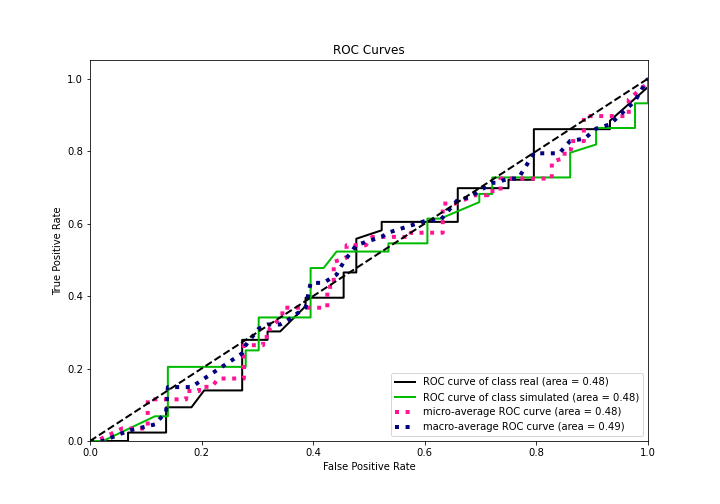 ROC Curves
True Positive Rate
1.0
0.8
0.6
0.4
0.2
0.0
0.0 0.2 0.4 0.6 0.8 1.0
False Positive Rate
ROC curve of class real (area = 0.48)
ROC curve of class simulated (area = 0.48)
micro-average ROC curve (area = 0.48)
macro-average ROC curve (area = 0.49)